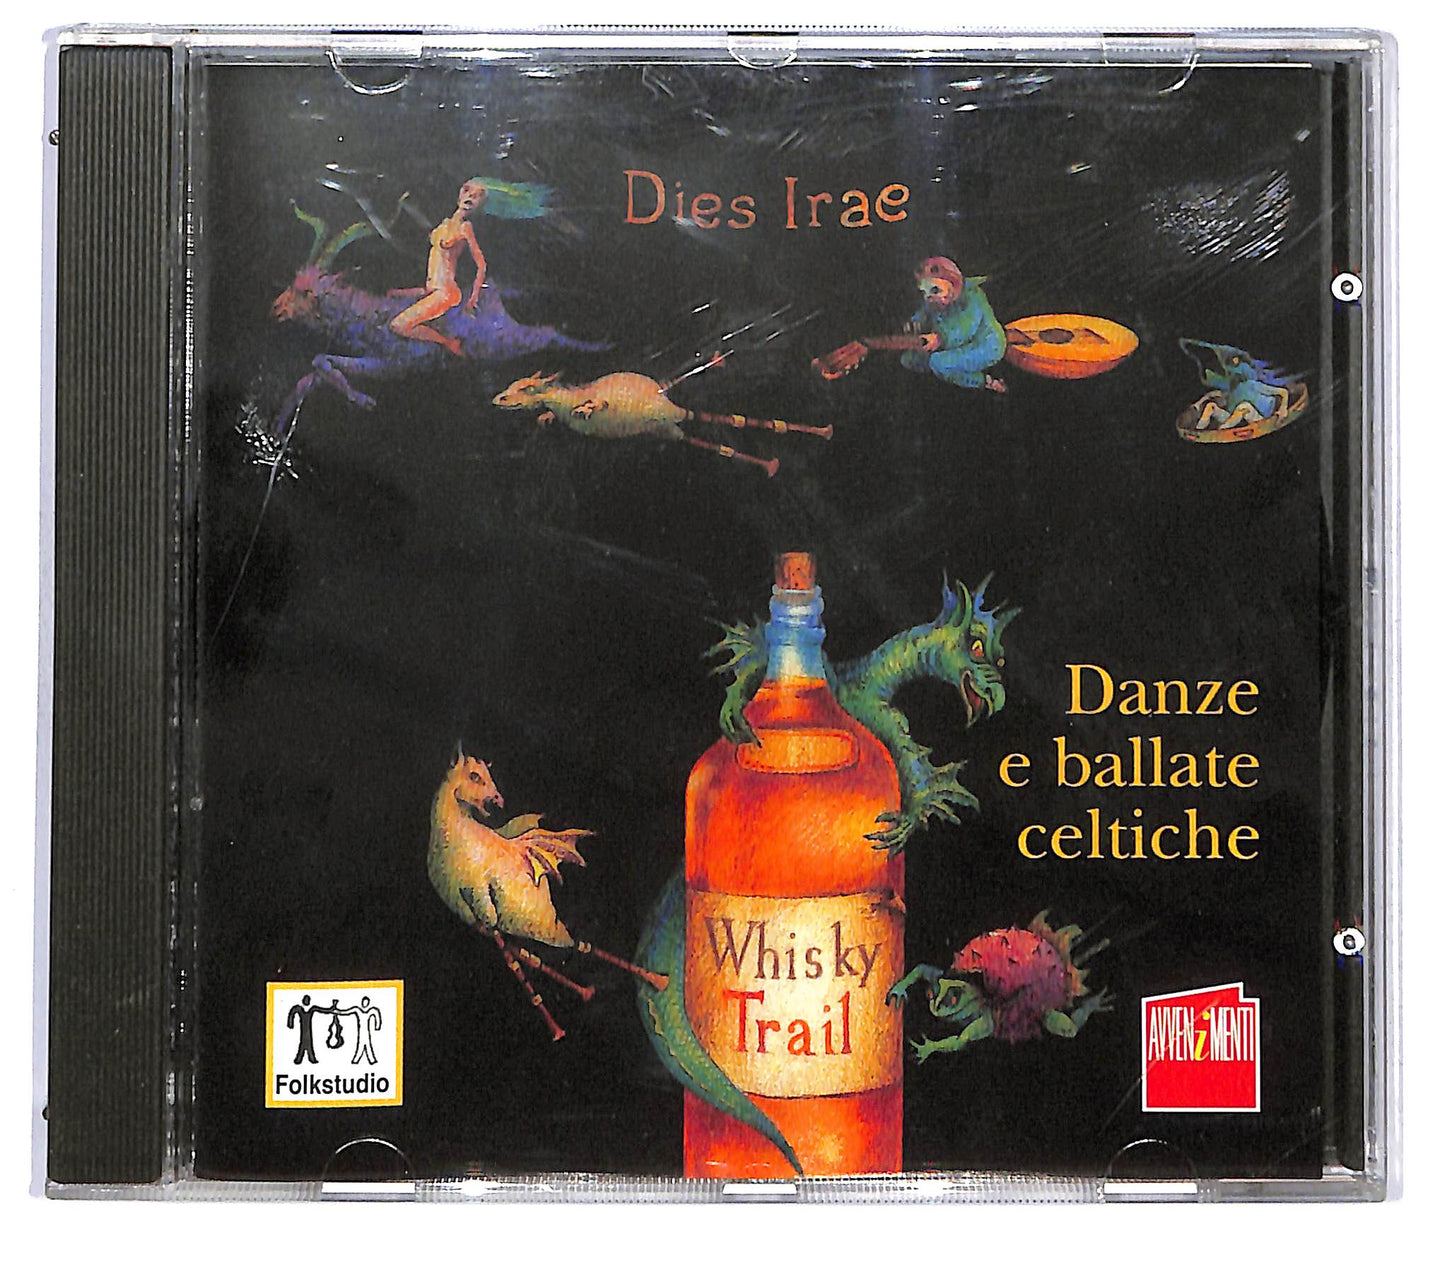 Dies Irae
Danze
e ballate
celtiche
Whisky
Trail
Folkstudio
AVVENiMENTI